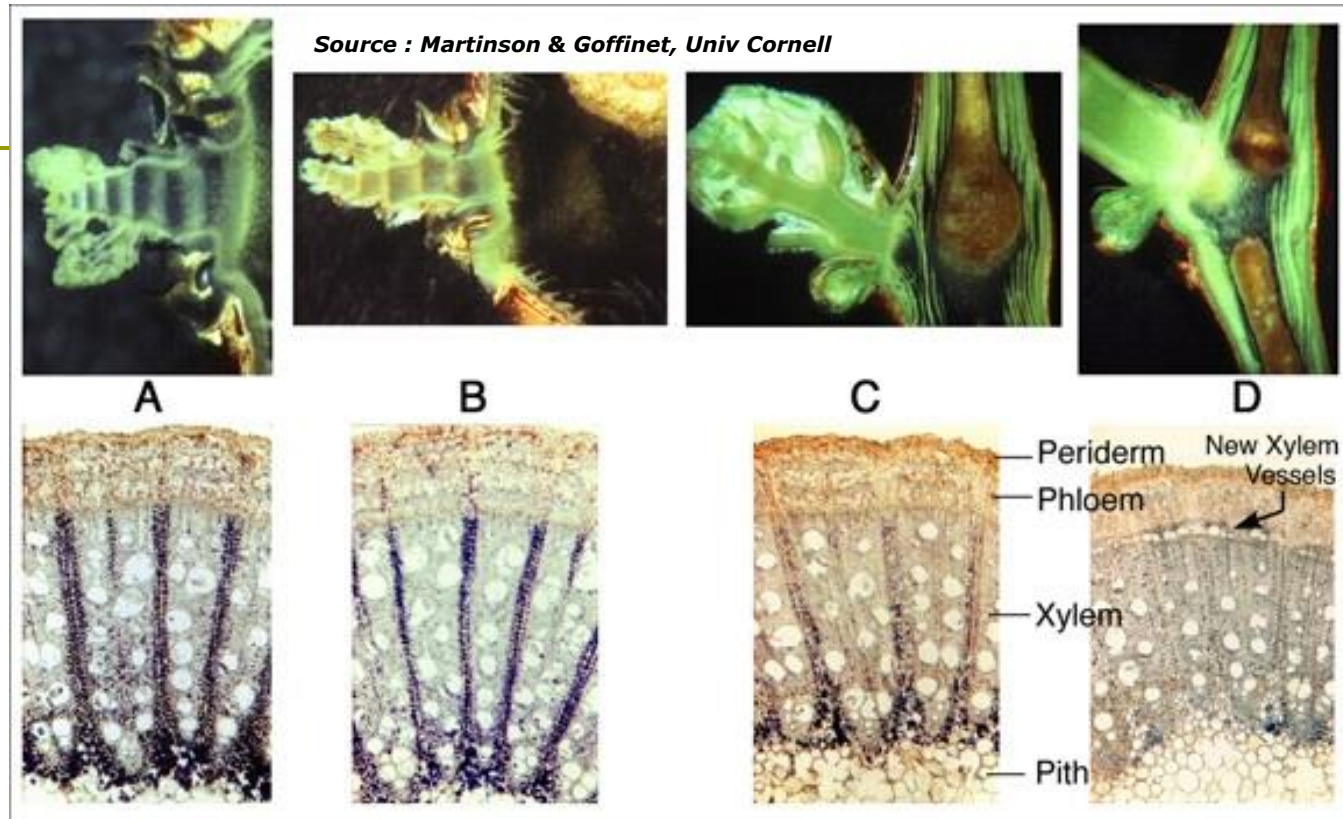 Source : Martinson & Goffinet, Univ Cornell
A
B
C
D
Periderm
Phloem
Xylem
Pith
New Xylem
Vessels